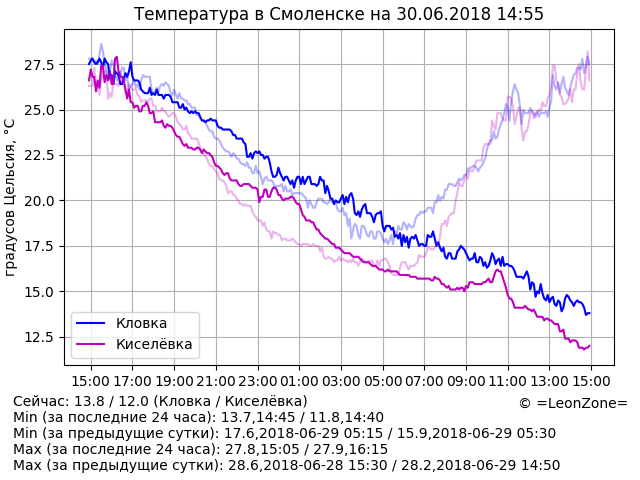 Температура в Смоленске на 30.06.2018 14:55
градусов Цельсия, °C
27.5
25.0
22.5
20.0
17.5
15.0
12.5
Кловка
Киселёвка
15:00 17:00 19:00 21:00 23:00 01:00 03:00 05:00 07:00 09:00 11:00 13:00 15:00
Сейчас: 13.8 / 12.0 (Кловка / Киселёвка)
© =LeonZone=
Min (за последние 24 часа): 13.7,14:45 / 11.8,14:40
Min (за предыдущие сутки): 17.6,2018-06-29 05:15 / 15.9,2018-06-29 05:30
Max (за последние 24 часа): 27.8,15:05 / 27.9,16:15
Max (за предыдущие сутки): 28.6,2018-06-28 15:30 / 28.2,2018-06-29 14:50